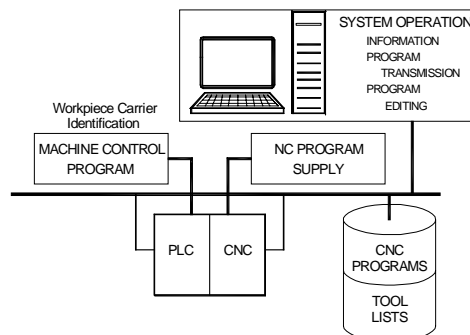 SYSTEM OPERATION
INFORMATION
PROGRAM
TRANSMISSION
PROGRAM
EDITING
Workpiece Carrier
Identification
MACHINE CONTROL
PROGRAM
NC PROGRAM
SUPPLY
PLC
CNC
CNC
PROGRAMS
TOOL
LISTS